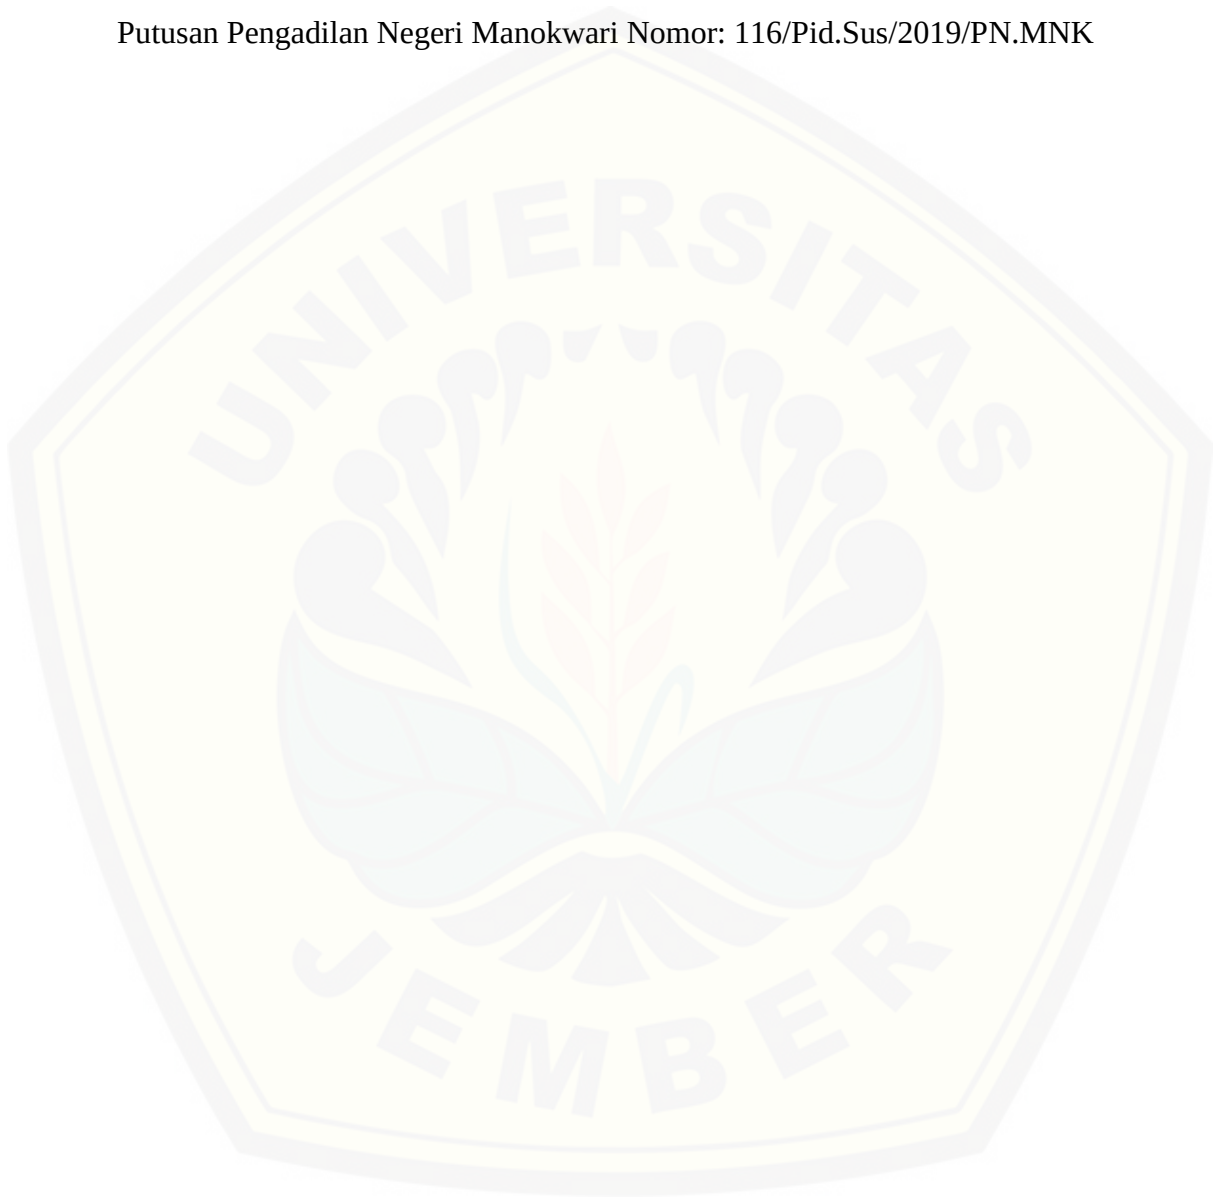 Putusan Pengadilan Negeri Manokwari Nomor: 116/Pid.Sus/2019/PN.MNK
UNIVERSITAS
JEMBER